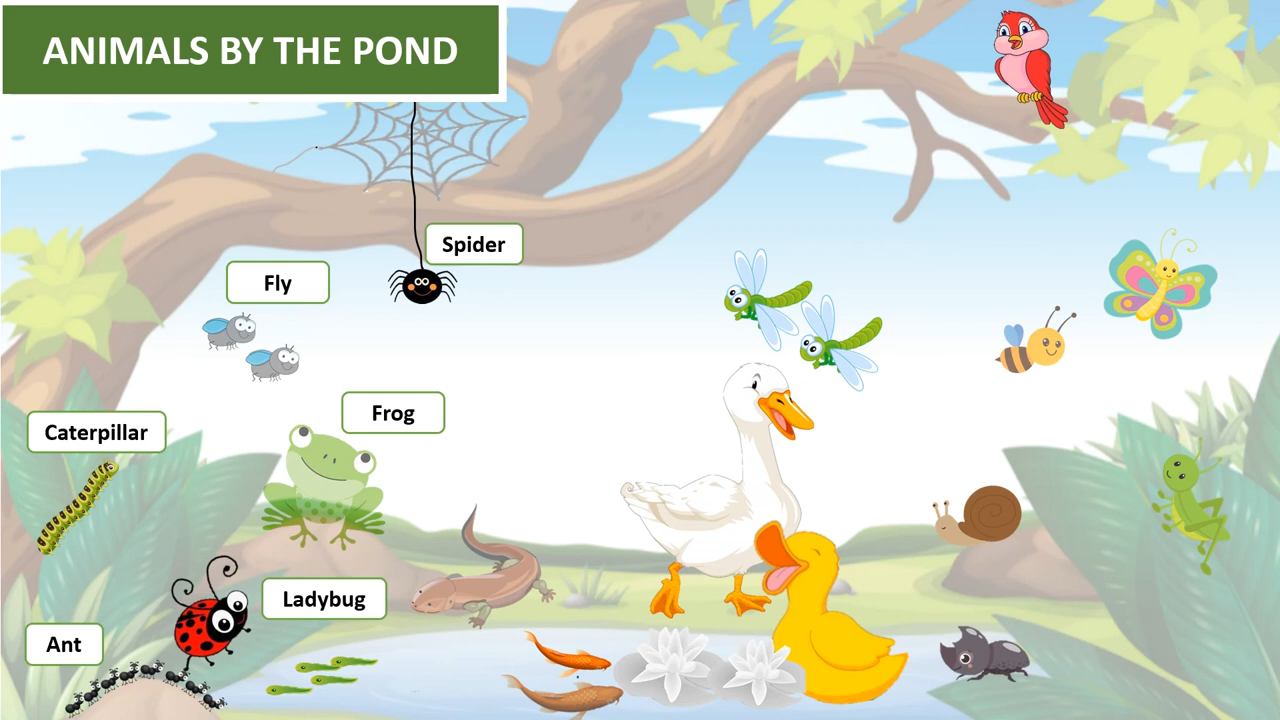 ANIMALS BY THE POND
Spider
Fly
Frog
Caterpillar
Ladybug
Ant